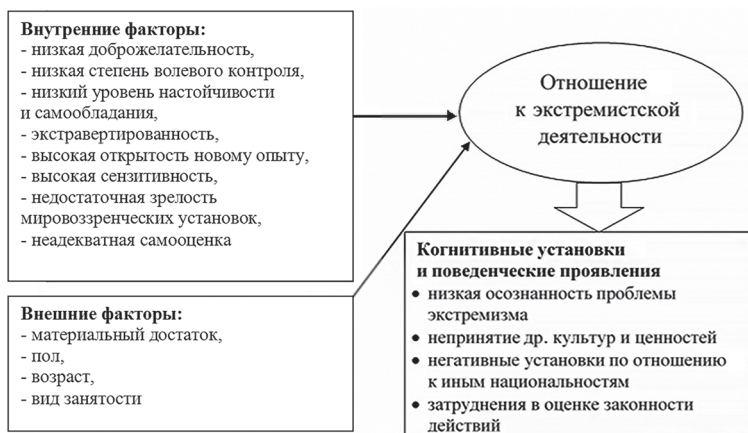 Внутренние факторы:
- низкая доброжелательность,
- низкая степень волевого контроля,
- низкий уровень настойчивости
и самообладания,
- экстравертированность,
- высокая открытость новому опыту,
- высокая сензитивность,
- недостаточная зрелость
мировоззренческих установок,
- неадекватная самооценка
Внешние факторы:
- материальный достаток,
- пол,
- возраст,
- вид занятости
Отношение
к экстремистской
деятельности
Когнитивные установки
и поведенческие проявления
• низкая осознанность проблемы
экстремизма
• непринятие др. культур и ценностей
• негативные установки по отношению
к иным национальностям
• затруднения в оценке законности
действий